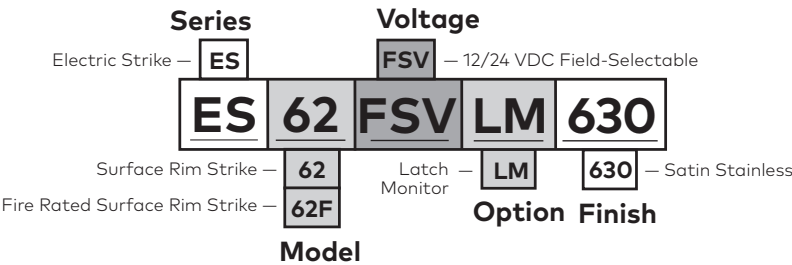 Series
Voltage
Electric Strike — ES
FSV — 12/24 VDC Field-Selectable
ES 62 FSV LM 630
Surface Rim Strike — 62
Latch Monitor — LM
630 — Satin Stainless
Fire Rated Surface Rim Strike — 62F
Option
Finish
Model